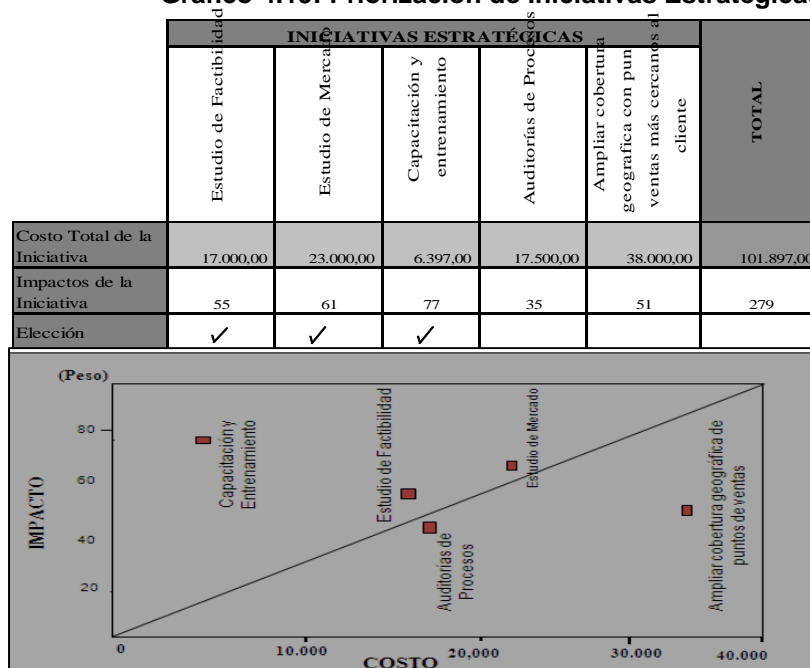 Gráfico 4.19: Priorización de Iniciativas Estratégicas
INICIATIVAS ESTRATÉGICAS
Estudio de Factibilidad
Estudio de Mercado
Capacitación y
entrenamiento
Auditorías de Procesos
Ampliar cobertura
geografica con pun
ventas más cercanos al
cliente
TOTAL
Costo Total de la
Iniciativa 17.000,00 23.000,00 6.397,00 17.500,00 38.000,00 101.897,00
Impactos de la
Iniciativa 55 61 77 35 51 279
Elección ✓ ✓ ✓
(Peso)
IMPACTO
80
60
40
20
Capacitación y
Entrenamiento
Estudio de Factibilidad
Auditorías de
Procesos
Estudio de Mercado
Ampliar cobertura geográfica de
puntos de ventas
0 10.000 20,000 30.000 40.000
COSTO